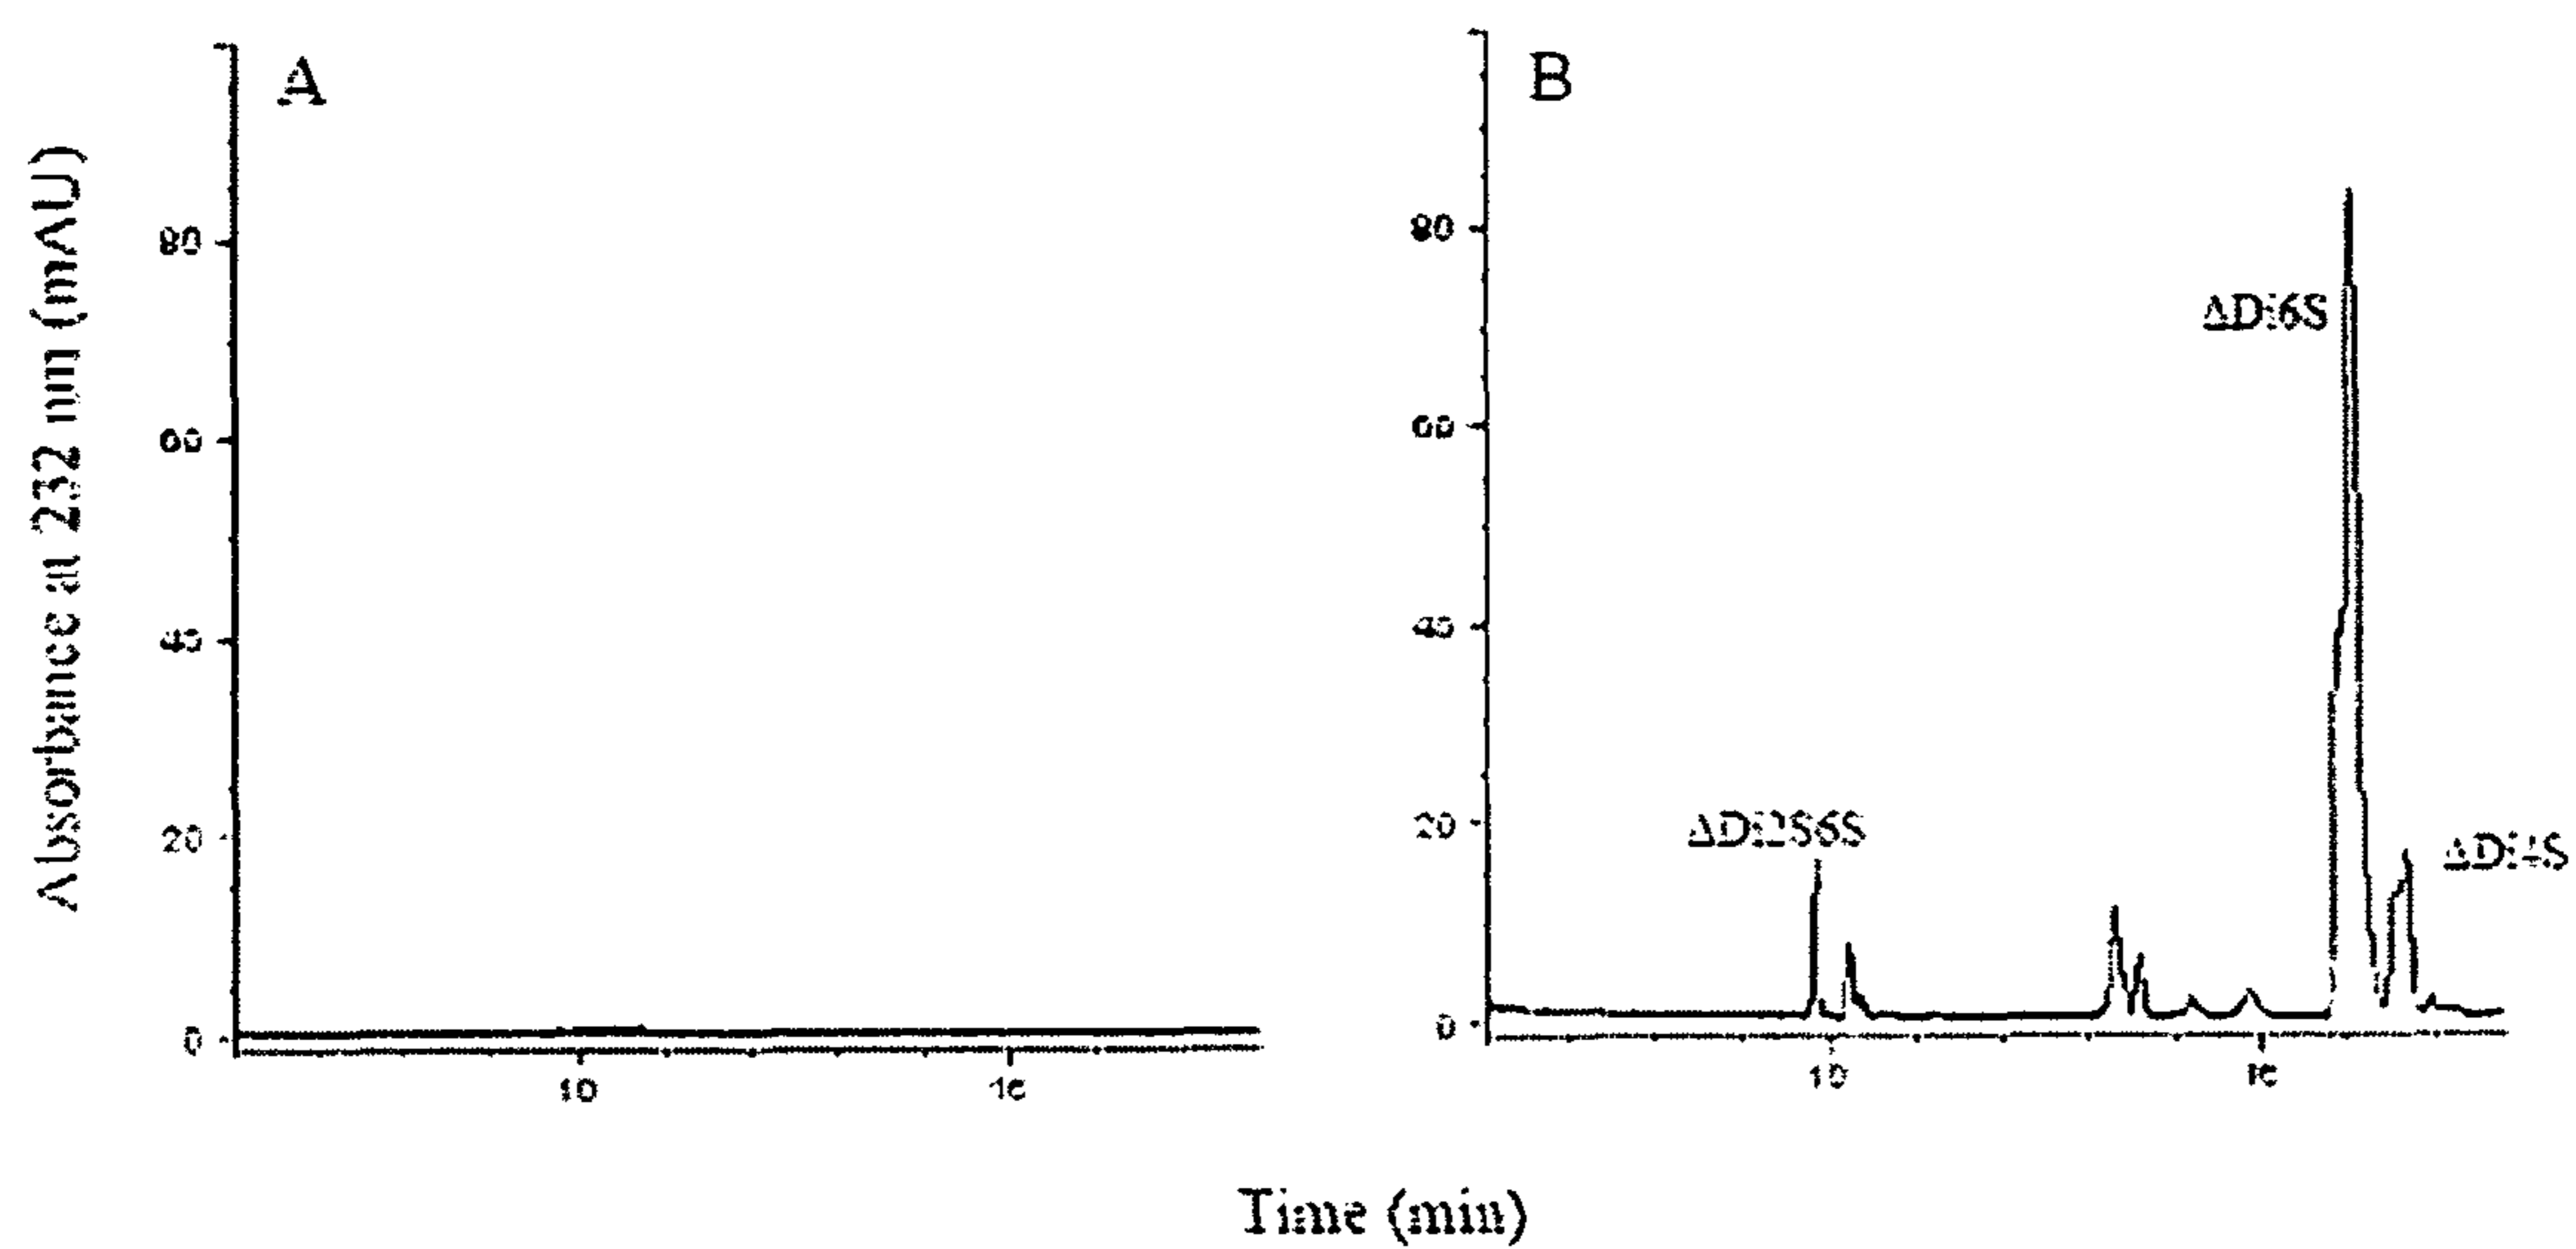 A
B
Absorbance at 232 nm (mAU)
80
60
40
20
0
10
80
60
40
20
0
10
ΔDi6S
ΔDi2S6S
ΔDi4S
Time (min)